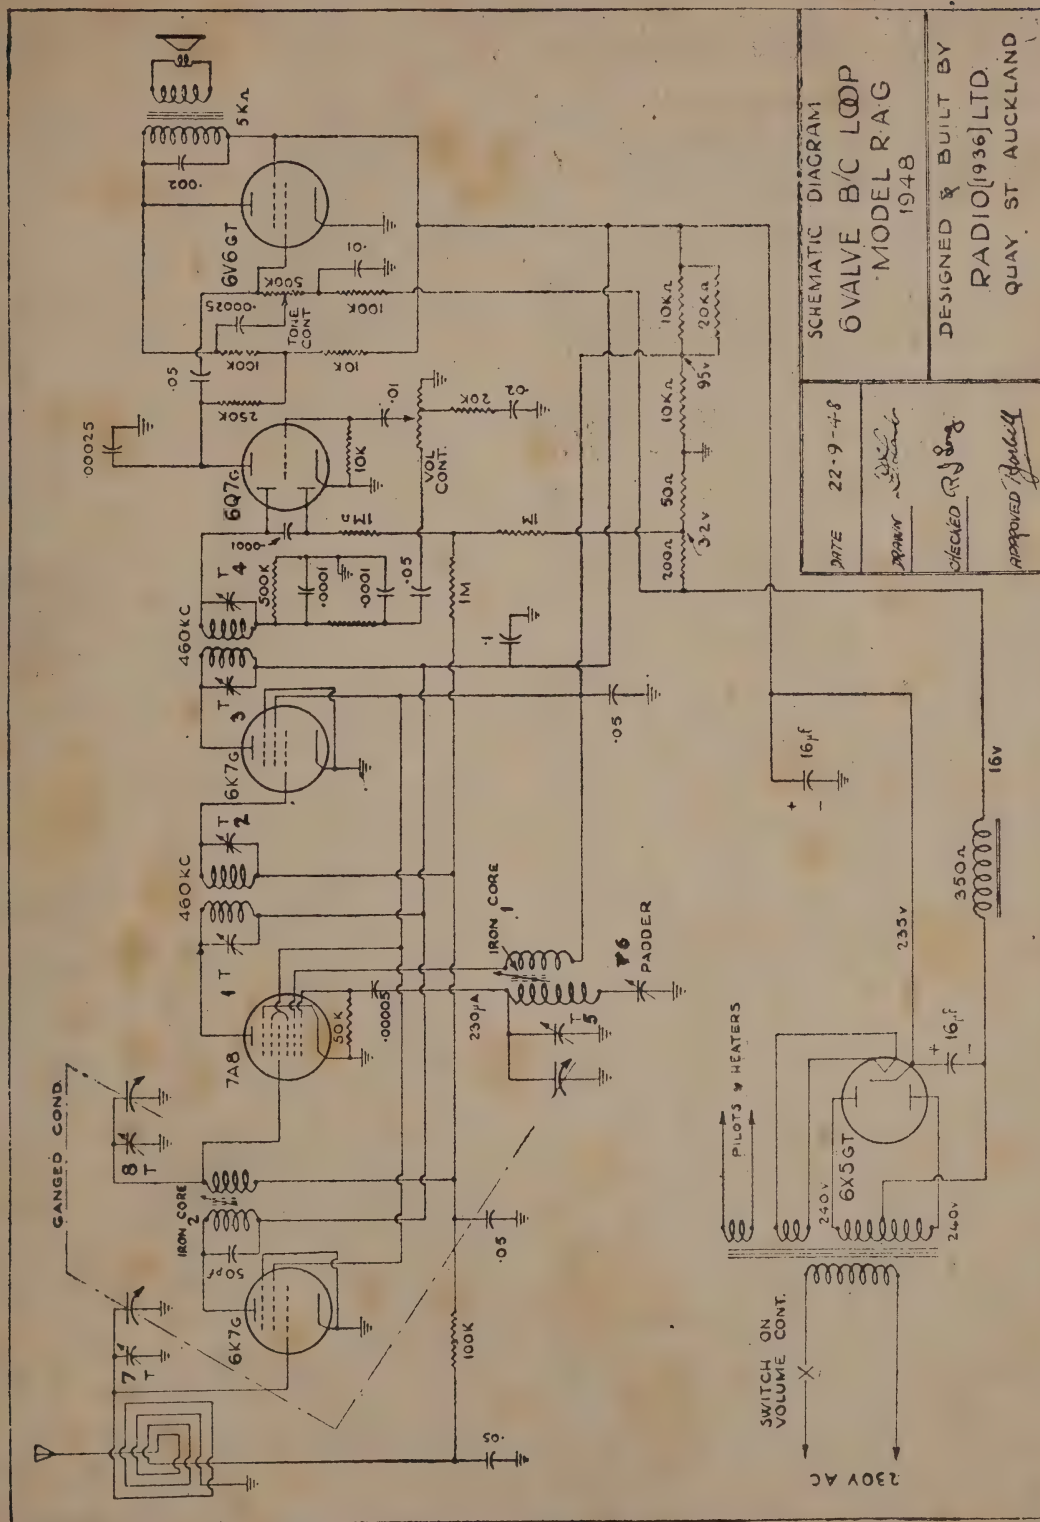 GANGED COND.
7
T
8
T
IRON CORE
2
50pf
6K7G
7A8
1 T
460KC
T
2
6K7G
3
T
460KC
T
4
500K
.0001
.0001
.05
.0001
6Q7G
.00025
250K
.05
100K
10K
.00025
TONE
CONT
500K
100K
.01
6V6GT
.002
5KΩ
1M
1M
1M
10K
.01
VOL
CONT.
20K
.02
50K
.00005
230µA
IRON CORE
1
T
5
6
PADDER
.05
100K
.05
.05
.1
200Ω
50Ω
10KΩ
10KΩ
20KΩ
3.2V
95V
SWITCH ON
VOLUME CONT.
230V AC
PILOTS & HEATERS
240V
240V
6X5GT
235V
+
16µf
-
350Ω
16V
+
16µf
-
SCHEMATIC DIAGRAM
6 VALVE B/C LOOP
MODEL R·A·G
1948
DESIGNED & BUILT BY
RADIO [1936] LTD.
QUAY ST AUCKLAND
DATE 22-9-48
DRAWN
CHECKED
APPROVED